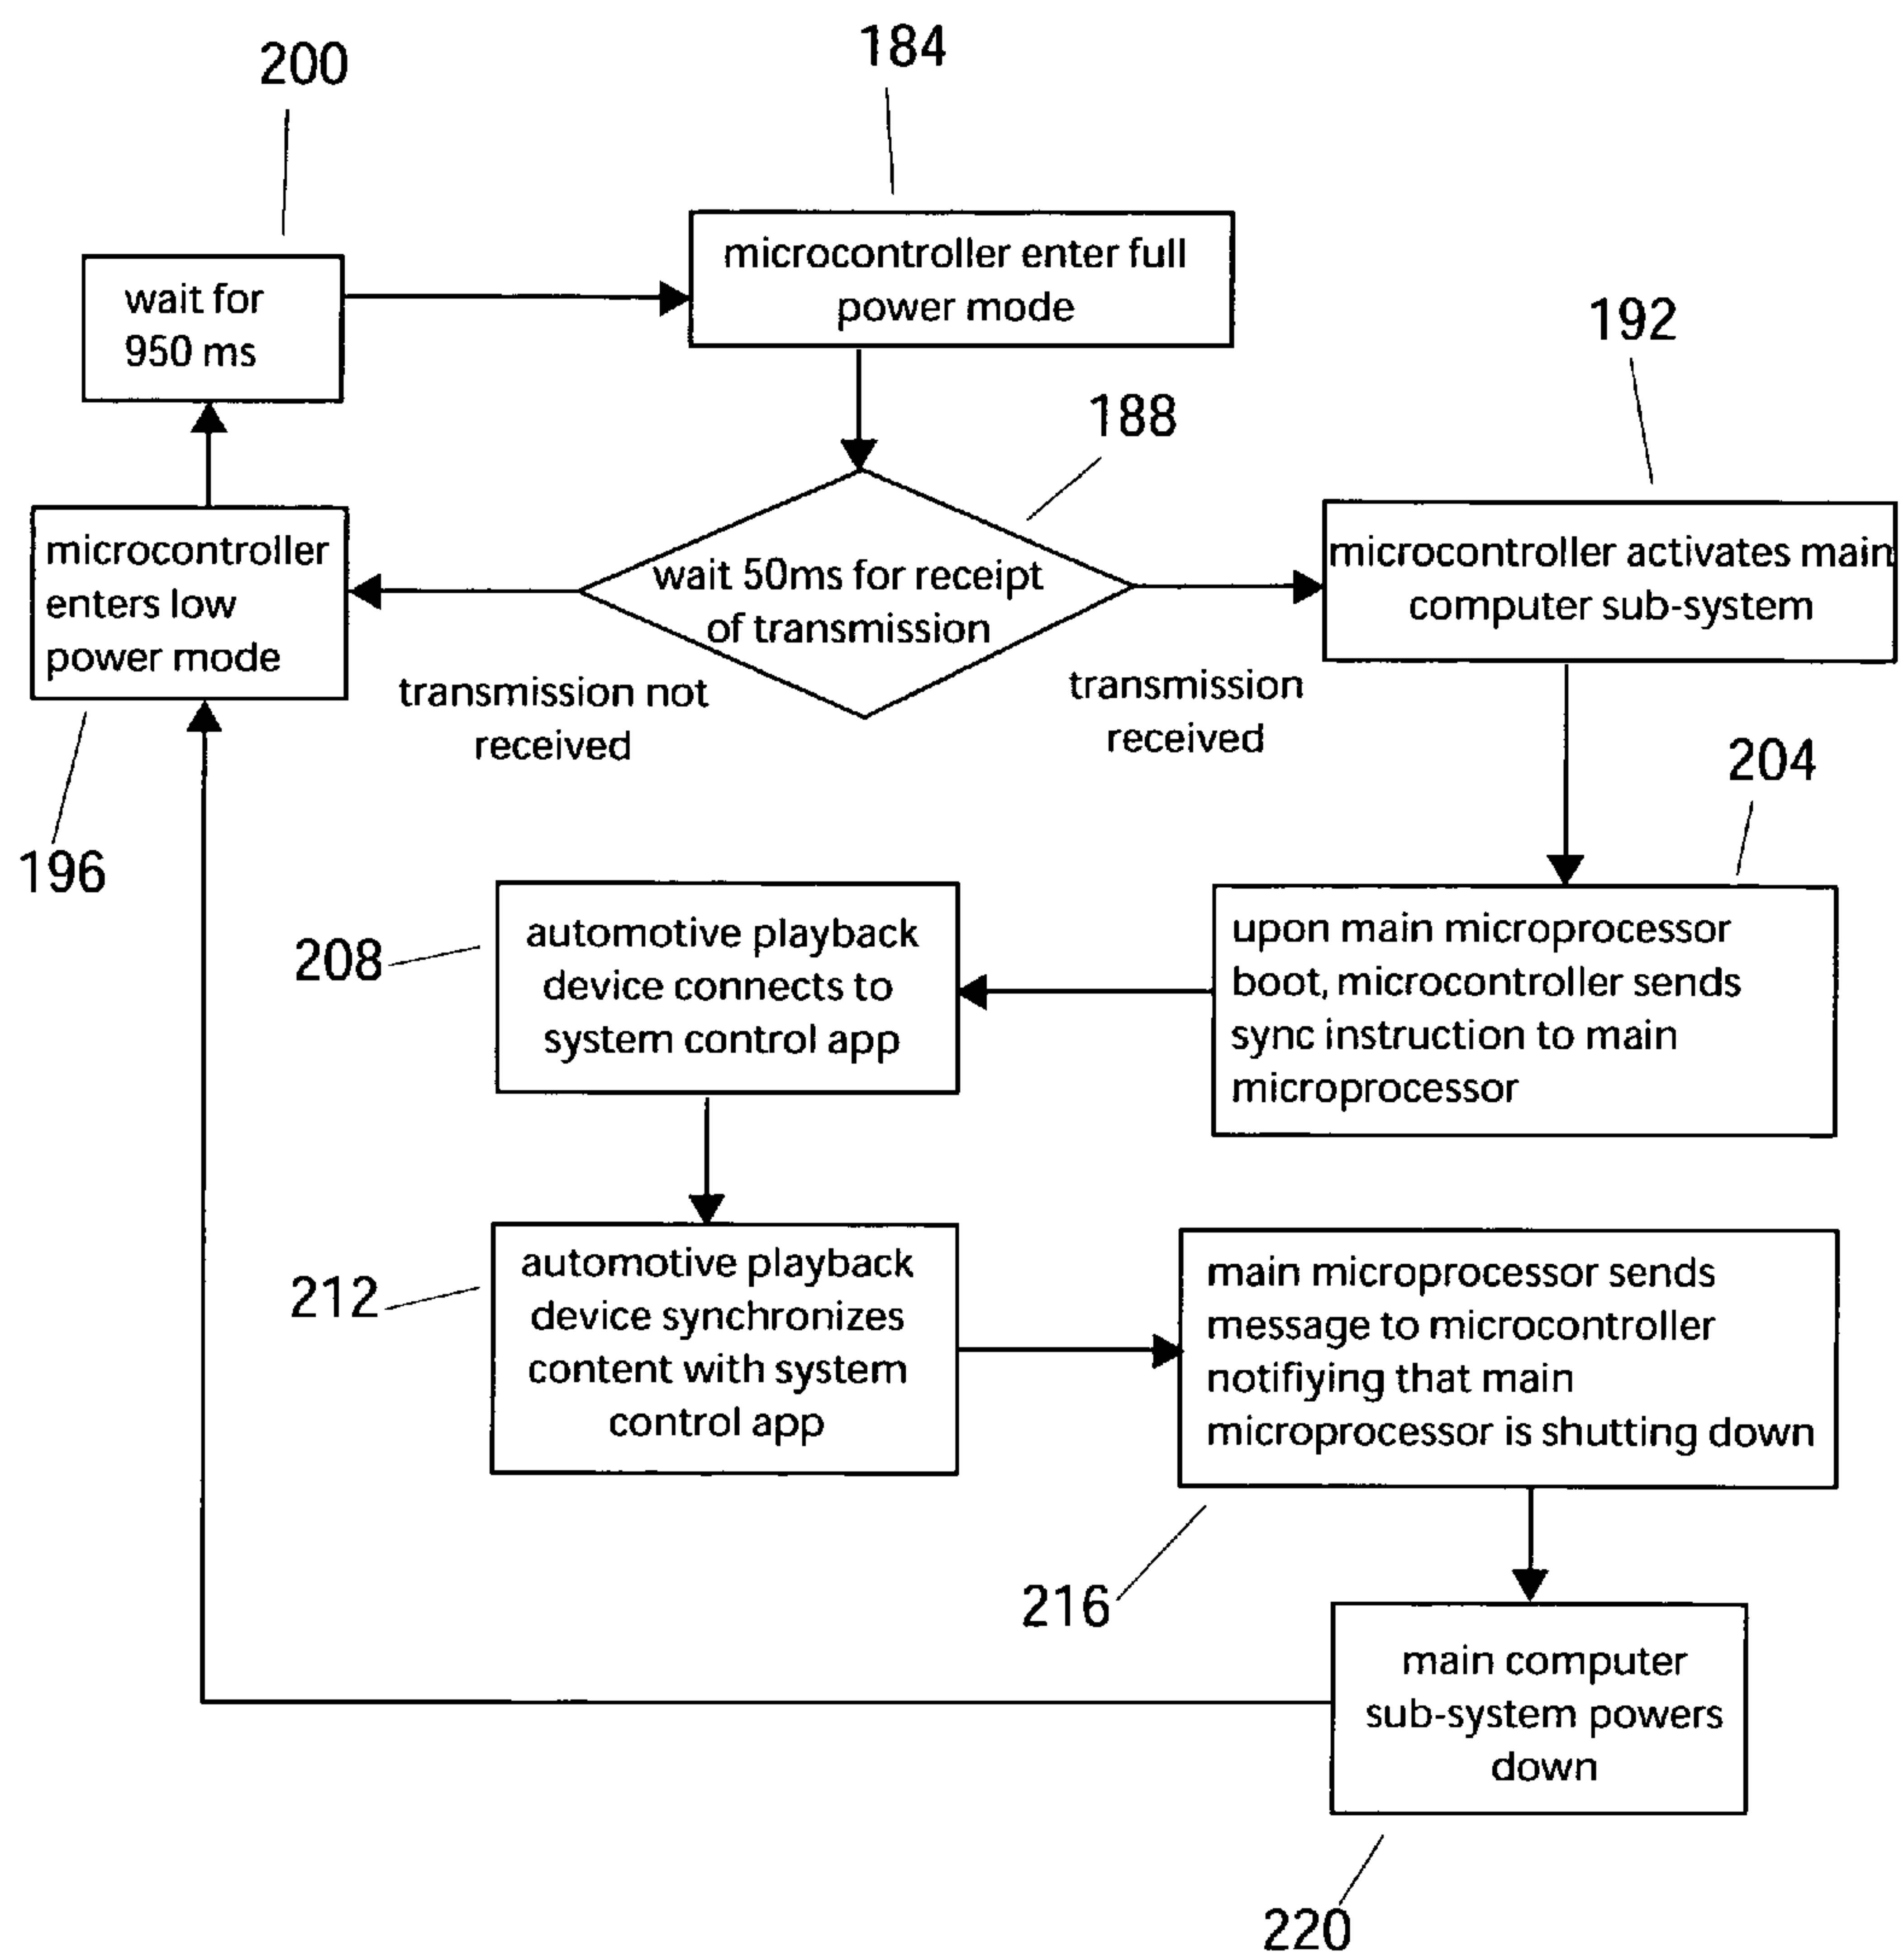 200
184
wait for
950 ms
microcontroller enter full
power mode
192
188
microcontroller
enters low
power mode
wait 50ms for receipt
of transmission
microcontroller activates main
computer sub-system
transmission not
received
transmission
received
196
204
208
automotive playback
device connects to
system control app
upon main microprocessor
boot, microcontroller sends
sync instruction to main
microprocessor
212
automotive playback
device synchronizes
content with system
control app
main microprocessor sends
message to microcontroller
notifiying that main
microprocessor is shutting down
216
main computer
sub-system powers
down
220